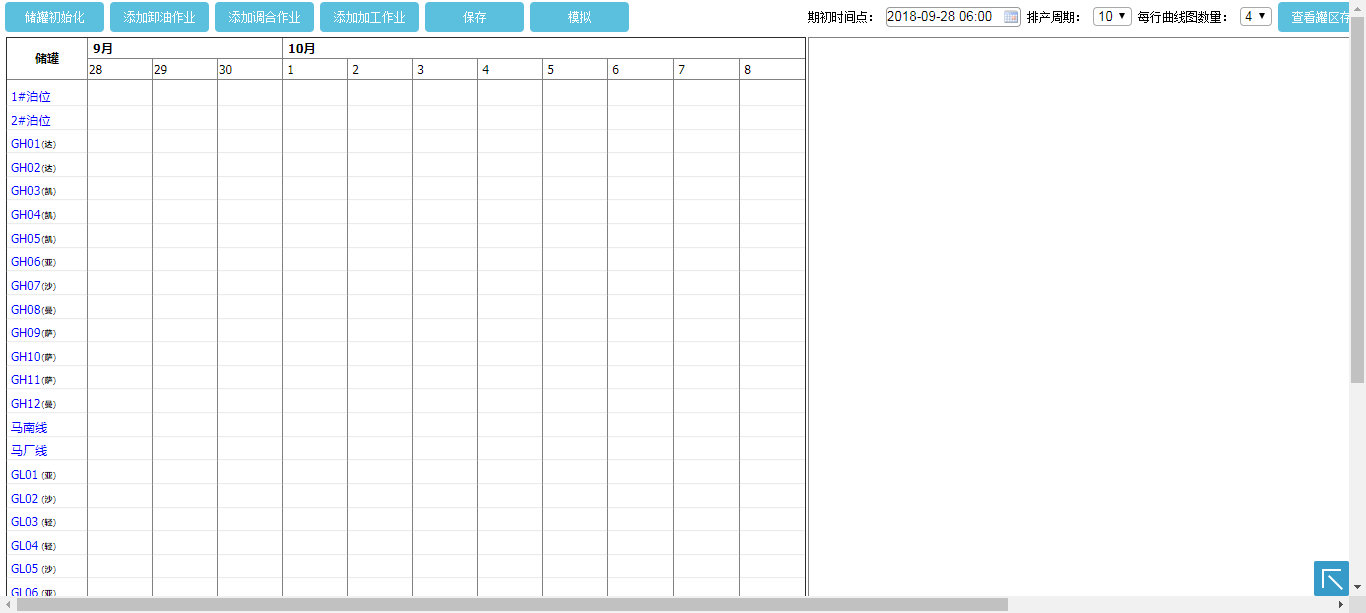 储罐初始化 添加卸油作业 添加调合作业 添加加工作业 保存 模拟 期初时间点： 2018-09-28 06:00 排产周期： 10 每行曲线图数量： 4 查看罐区存
储罐 9月 10月
28 29 30 1 2 3 4 5 6 7 8
1#泊位
2#泊位
GH01(达)
GH02(达)
GH03(凯)
GH04(凯)
GH05(凯)
GH06(亚)
GH07(沙)
GH08(曼)
GH09(萨)
GH10(萨)
GH11(萨)
GH12(曼)
马南线
马厂线
GL01 (亚)
GL02 (沙)
GL03 (轻)
GL04 (轻)
GL05 (沙)
GL06 (亚)